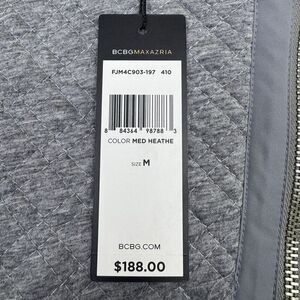 BCBGMAXAZRIA
FJM4C903-197 410
8 84364 98788 3
COLOR MED HEATHE
SIZE M
BCBG.COM
$188.00